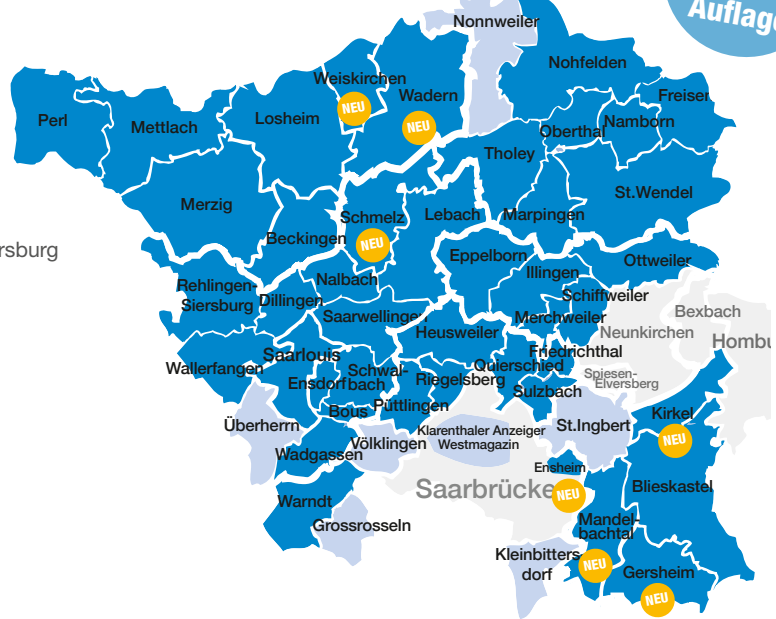 Auflage
Nonnweiler
Nohfelden
Weiskirchen
NEU
Wadern
NEU
Freisen
Perl
Mettlach
Losheim
Oberthal
Namborn
Tholey
St.Wendel
Merzig
Schmelz
NEU
Lebach
Marpingen
Beckingen
rsburg
Eppelborn
Illingen
Ottweiler
Rehlingen-
Siersburg
Dillingen
Nalbach
Saarwellingen
Schiffweiler
Merchweiler
Bexbach
Neunkirchen
Hombu
Heusweiler
Wallerfangen
Saarlouis
Friedrichthal
Quierschied
Ensdorf
Schwal-
bach
Riegelsberg
Sulzbach
Spiesen-
Elversberg
Bous
Püttlingen
Überherrn
Klarenthaler Anzeiger
Westmagazin
St.Ingbert
Kirkel
NEU
Völklingen
Wadgassen
Ensheim
NEU
Saarbrücke
Blieskastel
Warndt
Grossrosseln
Mandel-
bachtal
NEU
Kleinbitters
dorf
Gersheim
NEU